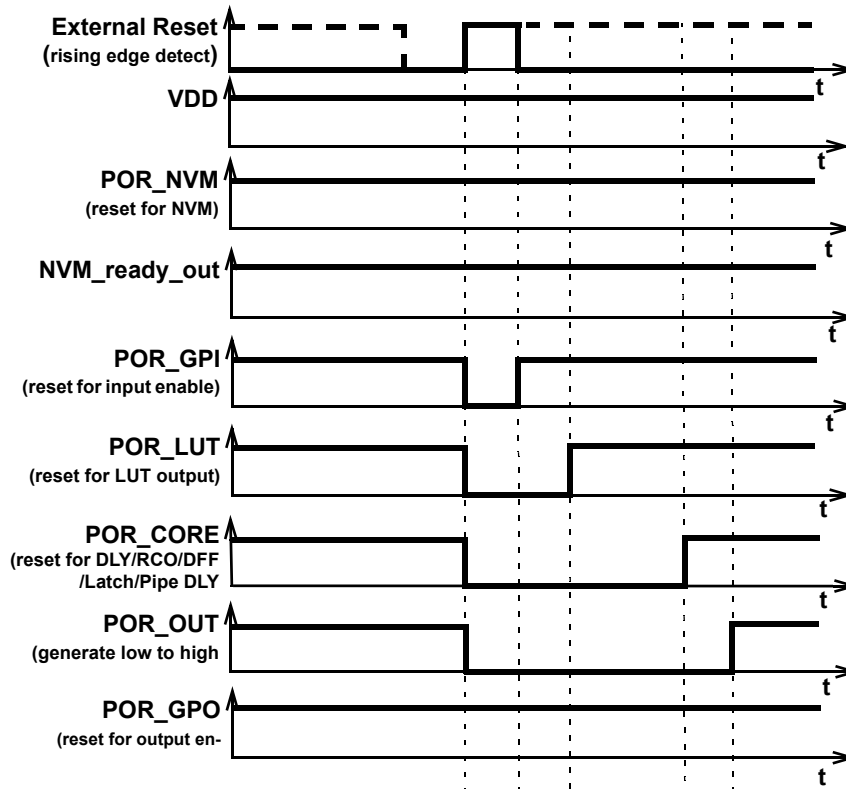 External Reset
(rising edge detect)
t
VDD
t
POR_NVM
(reset for NVM)
t
NVM_ready_out
t
POR_GPI
(reset for input enable)
t
POR_LUT
(reset for LUT output)
t
POR_CORE
(reset for DLY/RCO/DFF
/Latch/Pipe DLY
t
POR_OUT
(generate low to high
t
POR_GPO
(reset for output en-
t